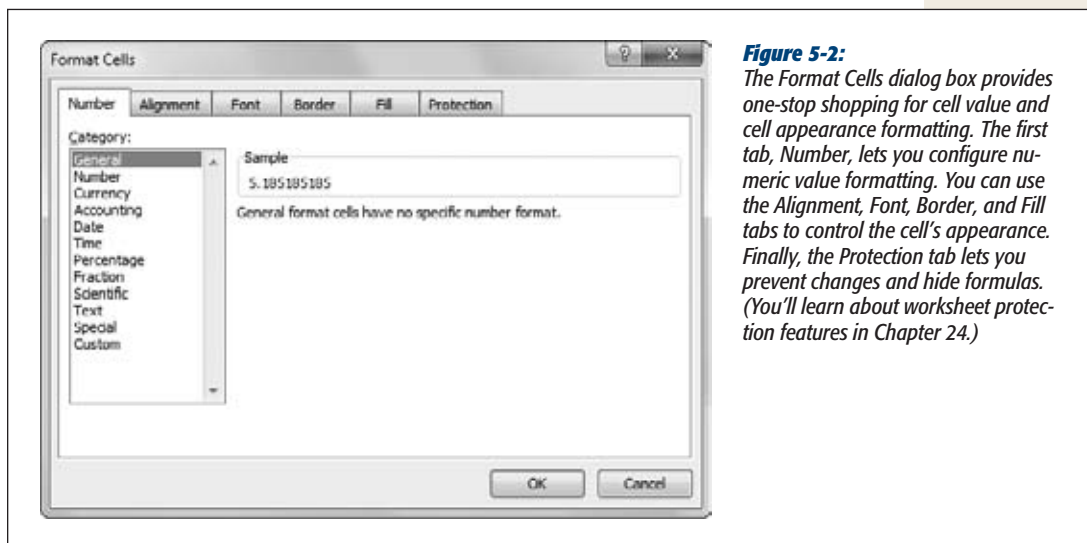 Format Cells
Number Alignment Font Border Fill Protection
Category:
General
Number
Currency
Accounting
Date
Time
Percentage
Fraction
Scientific
Text
Special
Custom
Sample
5.185185185
General format cells have no specific number format.
OK Cancel
Figure 5-2:
The Format Cells dialog box provides
one-stop shopping for cell value and
cell appearance formatting. The first
tab, Number, lets you configure nu-
meric value formatting. You can use
the Alignment, Font, Border, and Fill
tabs to control the cell’s appearance.
Finally, the Protection tab lets you
prevent changes and hide formulas.
(You’ll learn about worksheet protec-
tion features in Chapter 24.)